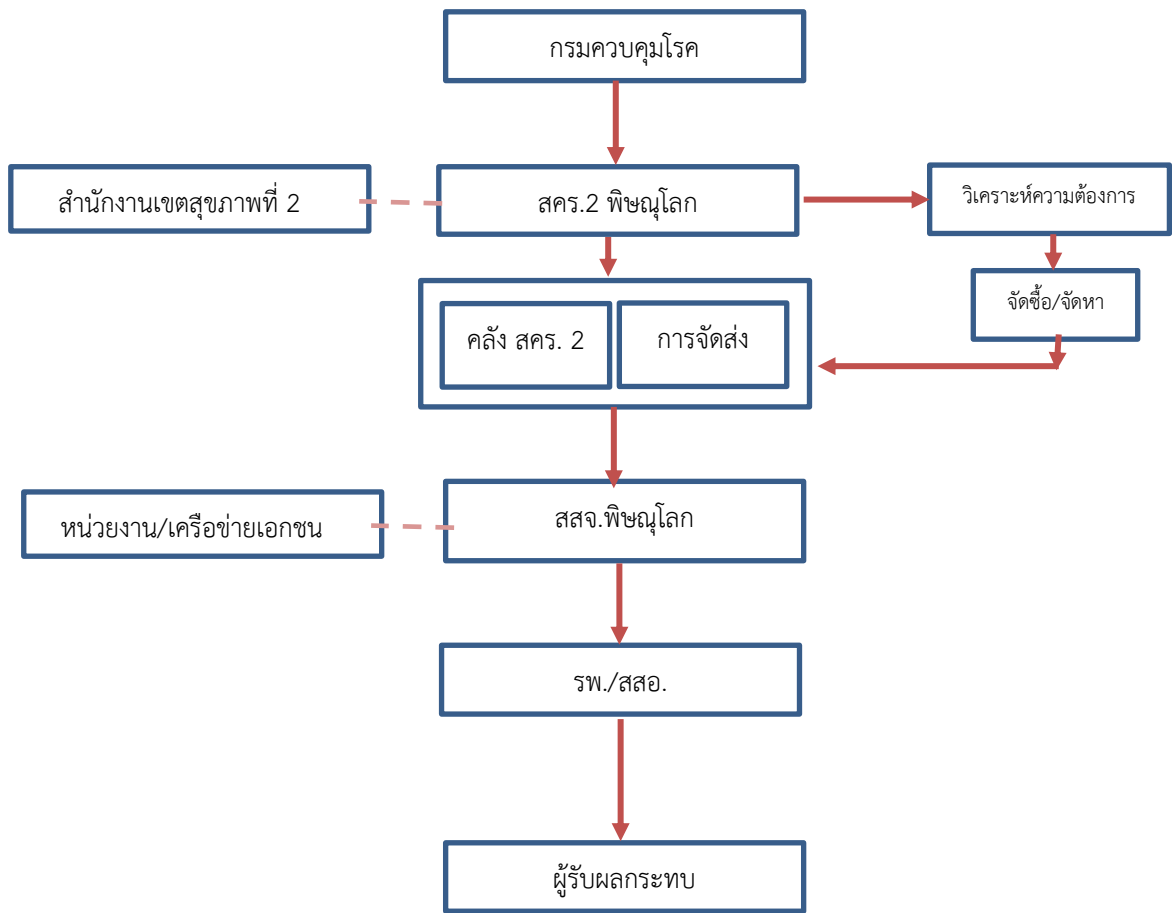 กรมควบคุมโรค
สำนักงานเขตสุขภาพที่ 2
สคร.2 พิษณุโลก
วิเคราะห์ความต้องการ
จัดซื้อ/จัดหา
คลัง สคร. 2
การจัดส่ง
หน่วยงาน/เครือข่ายเอกชน
สสจ.พิษณุโลก
รพ./สสอ.
ผู้รับผลกระทบ